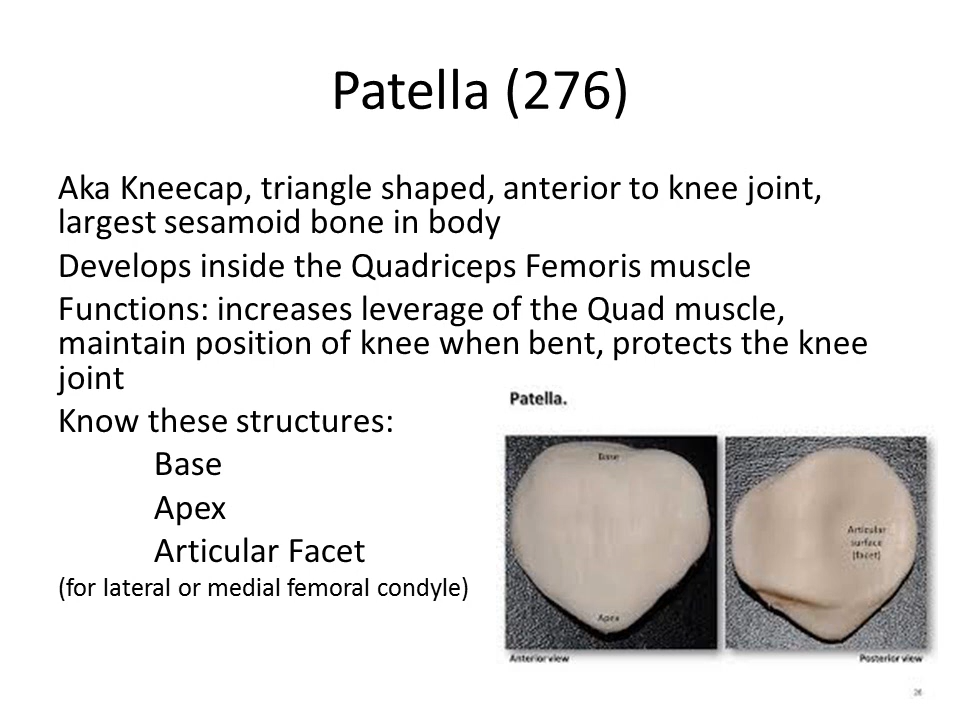 Patella (276)
Aka Kneecap, triangle shaped, anterior to knee joint,
largest sesamoid bone in body
Develops inside the Quadriceps Femoris muscle
Functions: increases leverage of the Quad muscle,
maintain position of knee when bent, protects the knee
joint
Know these structures:
Base
Apex
Articular Facet
(for lateral or medial femoral condyle)
Patella.
Base
Apex
Anterior view
Articular
surface
(facet)
Posterior view
26